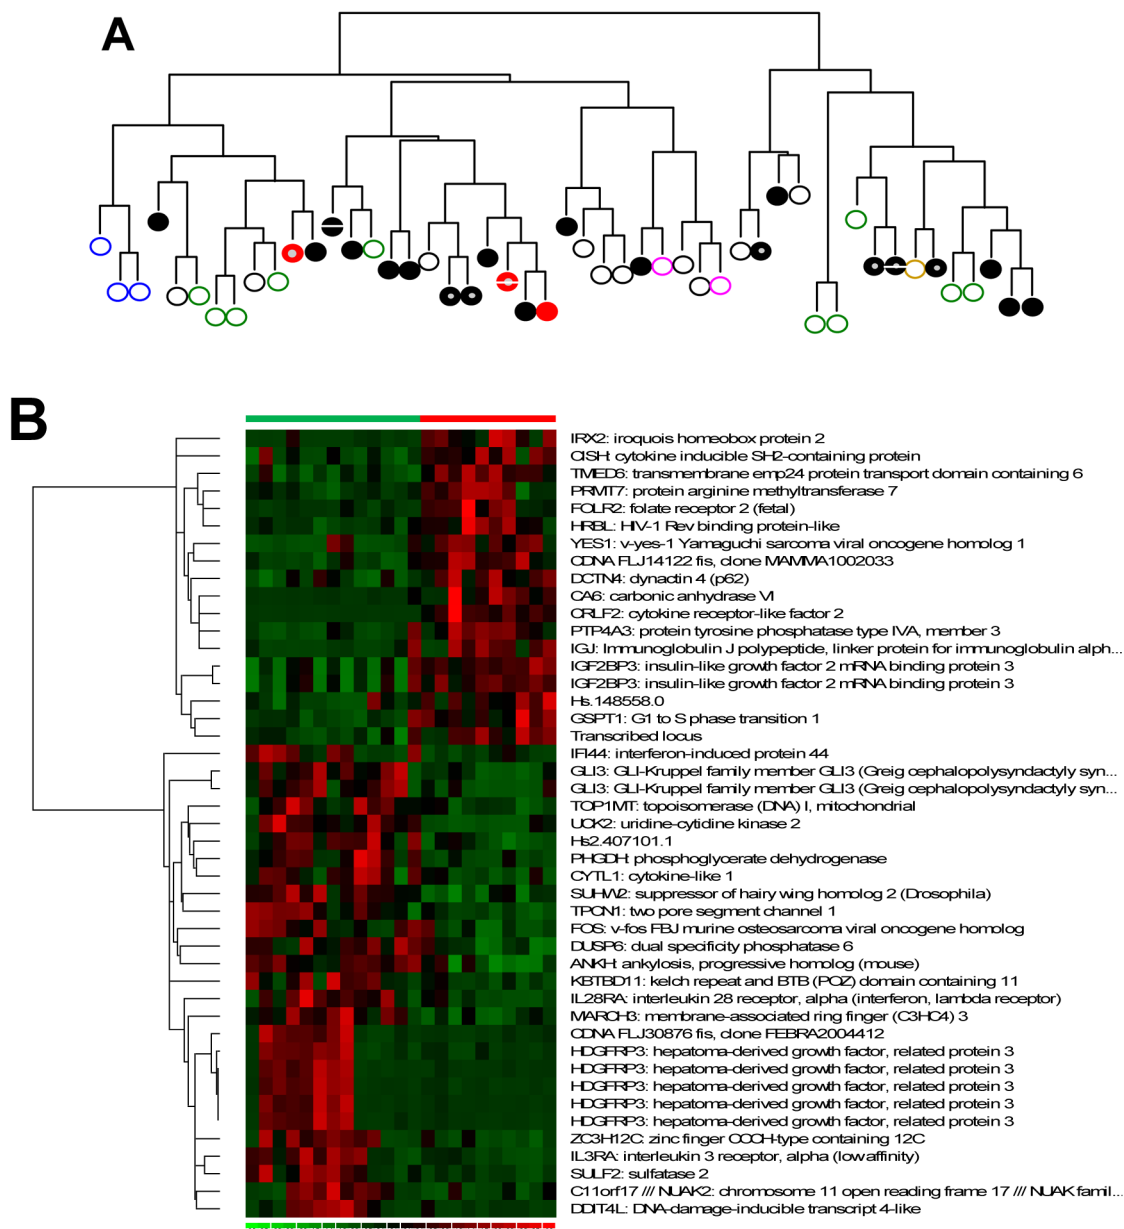 A
B
IRX2: iroquois homeobox protein 2
CISH: cytokine inducible SH2-containing protein
TMED6: transmembrane emp24 protein transport domain containing 6
PRMT7: protein arginine methyltransferase 7
FOLR2: folate receptor 2 (fetal)
HRBL: HIV-1 Rev binding protein-like
YES1: v-yes-1 Yamaguchi sarcoma viral oncogene homolog 1
CDNA FLJ14122 fis, clone MAMMA1002033
DCTN4: dynactin 4 (p62)
CA6: carbonic anhydrase VI
CRLF2: cytokine receptor-like factor 2
PTP4A3: protein tyrosine phosphatase type IVA, member 3
IGJ: Immunoglobulin J polypeptide, linker protein for immunoglobulin alph...
IGF2BP3: insulin-like growth factor 2 mRNA binding protein 3
IGF2BP3: insulin-like growth factor 2 mRNA binding protein 3
Hs.148558.0
GSPT1: G1 to S phase transition 1
Transcribed locus
IFI44: interferon-induced protein 44
GLI3: GLI-Kruppel family member GLI3 (Greig cephalopolysyndactyly syn...
GLI3: GLI-Kruppel family member GLI3 (Greig cephalopolysyndactyly syn...
TOP1MT: topoisomerase (DNA) I, mitochondrial
UCK2: uridine-cytidine kinase 2
Hs2.407101.1
PHGDH: phosphoglycerate dehydrogenase
CYTL1: cytokine-like 1
SUHW2: suppressor of hairy wing homolog 2 (Drosophila)
TPCN1: two pore segment channel 1
FOS: v-fos FBJ murine osteosarcoma viral oncogene homolog
DUSP6: dual specificity phosphatase 6
ANKH: ankylosis, progressive homolog (mouse)
KBTBD11: kelch repeat and BTB (POZ) domain containing 11
IL28RA: interleukin 28 receptor, alpha (interferon, lambda receptor)
MARCH3: membrane-associated ring finger (C3HC4) 3
CDNA FLJ30876 fis, clone FEBRA2004412
HDGFRP3: hepatoma-derived growth factor, related protein 3
HDGFRP3: hepatoma-derived growth factor, related protein 3
HDGFRP3: hepatoma-derived growth factor, related protein 3
HDGFRP3: hepatoma-derived growth factor, related protein 3
HDGFRP3: hepatoma-derived growth factor, related protein 3
ZC3H12C: zinc finger CCCH-type containing 12C
IL3RA: interleukin 3 receptor, alpha (low affinity)
SULF2: sulfatase 2
C11orf17 /// NUAK2: chromosome 11 open reading frame 17 /// NUAK famil...
DDIT4L: DNA-damage-inducible transcript 4-like